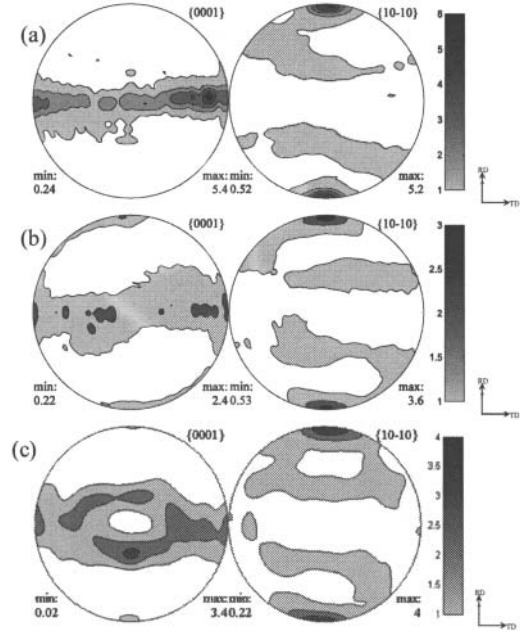 (a)
{0001}
{10-10}
min:
0.24
max:
5.4
min:
0.52
max:
5.2
6
5
4
3
2
1
RD
TD
(b)
{0001}
{10-10}
min:
0.22
max:
2.4
min:
0.53
max:
3.6
3
2.5
2
1.5
1
RD
TD
(c)
{0001}
{10-10}
min:
0.02
max:
3.4
min:
0.22
max:
4
4
3.5
3
2.5
2
1.5
1
RD
TD